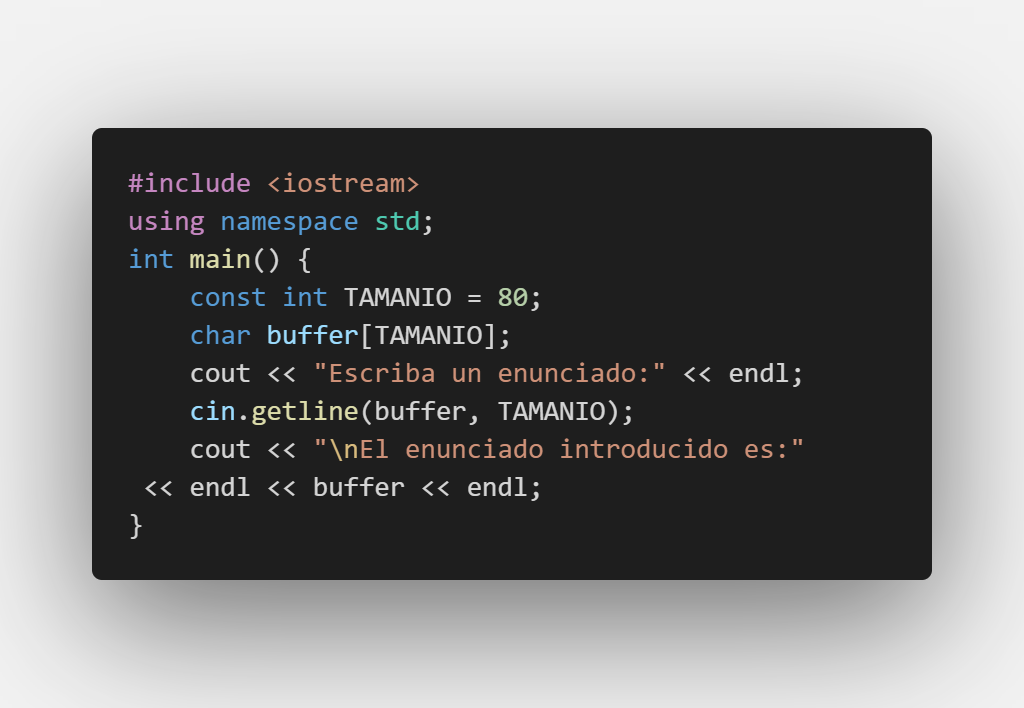 #include <iostream>
using namespace std;
int main() {
    const int TAMANIO = 80;
    char buffer[TAMANIO];
    cout << "Escriba un enunciado:" << endl;
    cin.getline(buffer, TAMANIO);
    cout << "\nEl enunciado introducido es:"
 << endl << buffer << endl;
}